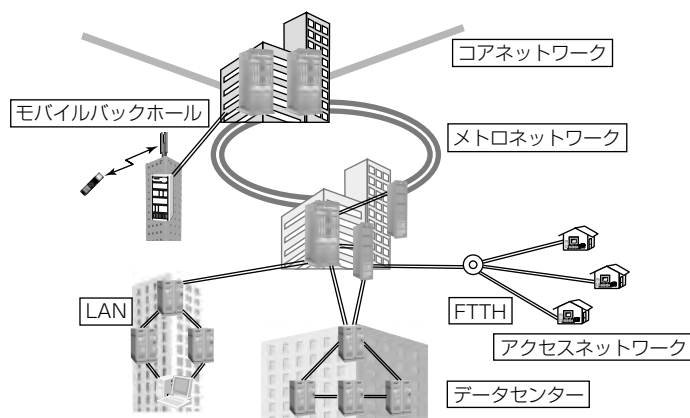 コアネットワーク
モバイルバックホール
メトロネットワーク
LAN
FTTH
アクセスネットワーク
データセンター